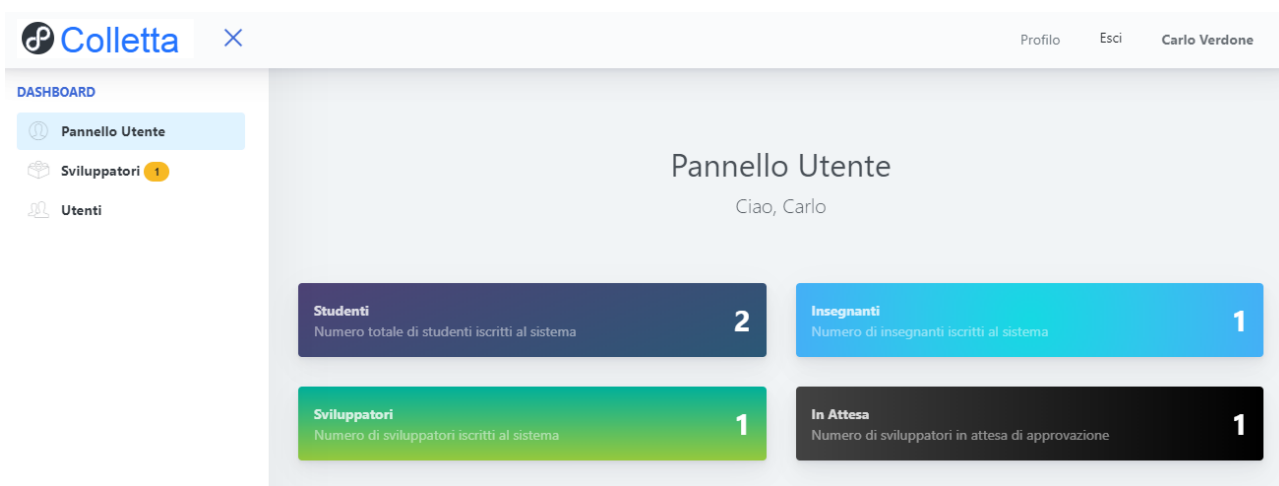 Colletta
Profilo Esci Carlo Verdone
DASHBOARD
Pannello Utente
Sviluppatori 1
Utenti
Pannello Utente
Ciao, Carlo
Studenti
Numero totale di studenti iscritti al sistema
2
Insegnanti
Numero di insegnanti iscritti al sistema
1
Sviluppatori
Numero di sviluppatori iscritti al sistema
1
In Attesa
Numero di sviluppatori in attesa di approvazione
1